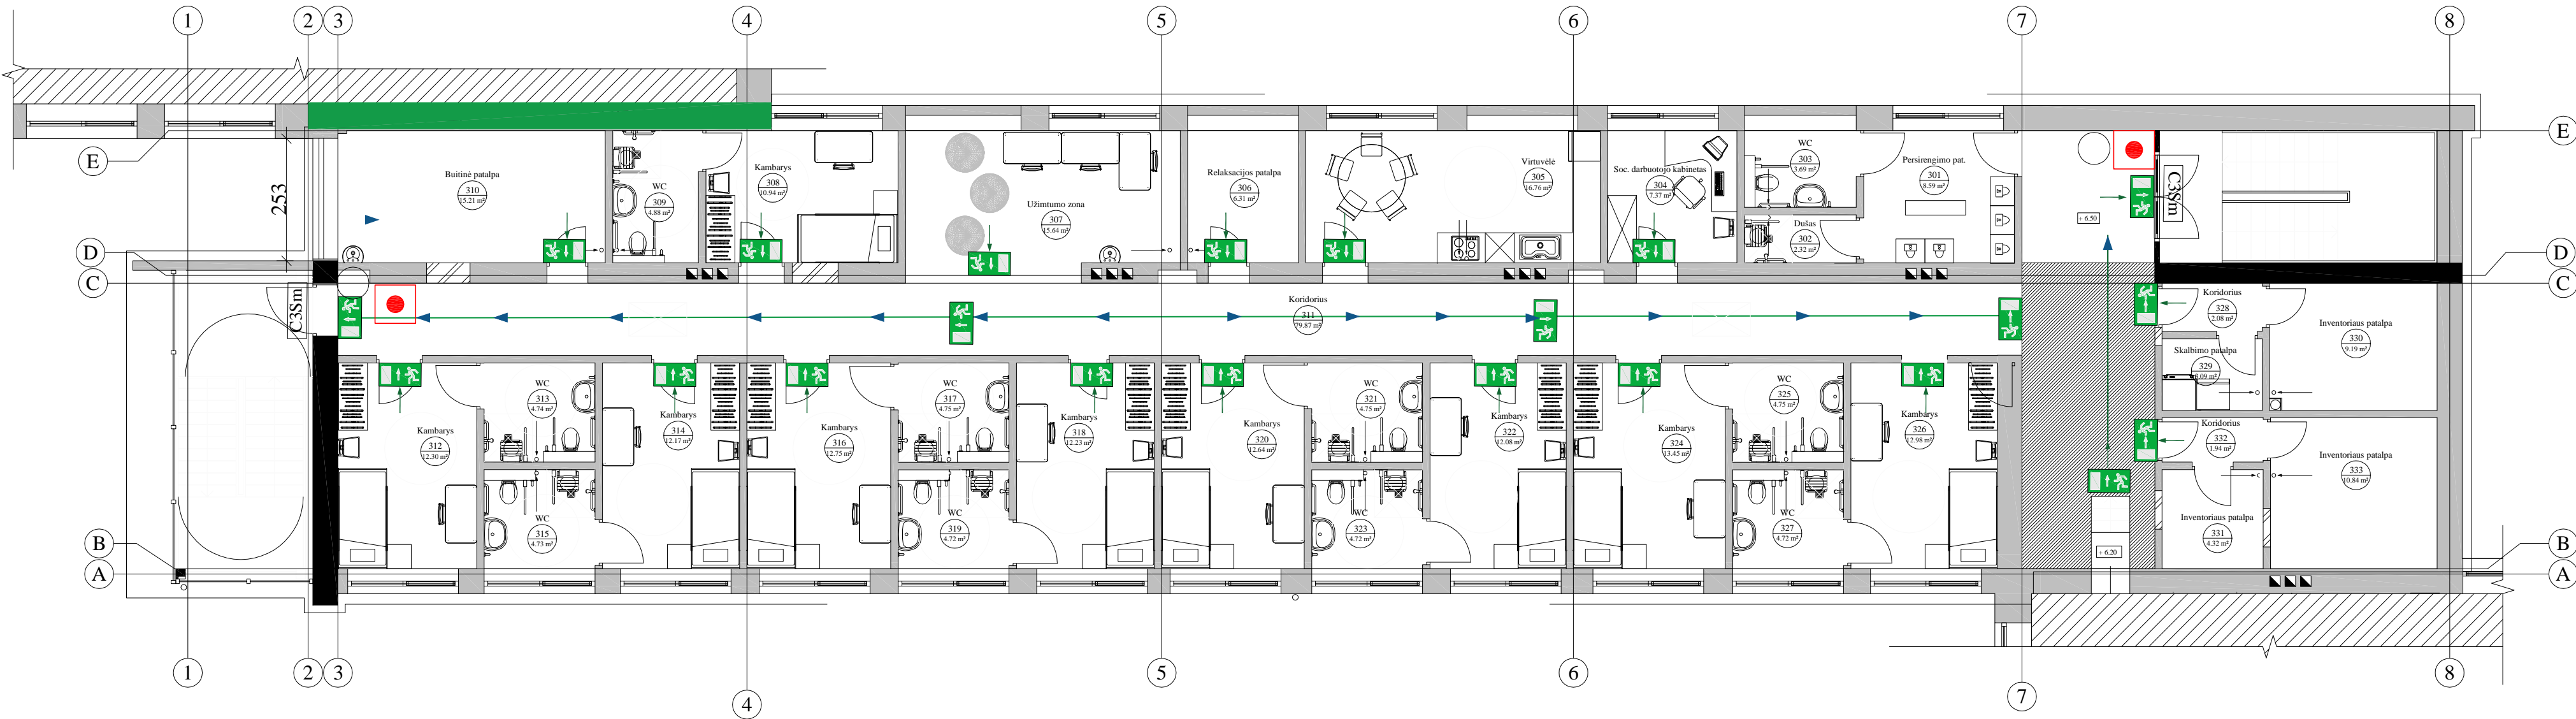 1
2
3
4
5
6
7
8
E
E
253
D
D
C
C
B
B
A
A
Buitinė patalpa
310
15.21 m²
WC
309
4.88 m²
Kambarys
308
10.94 m²
Užimtumo zona
307
15.64 m²
Relaksacijos patalpa
306
6.31 m²
Virtuvėlė
305
16.76 m²
Soc. darbuotojo kabinetas
304
7.37 m²
WC
303
3.69 m²
Dušas
302
2.32 m²
Persirengimo pat.
301
8.59 m²
+ 6.50
C3Sm
C3Sm
Koridorius
311
79.87 m²
Koridorius
328
2.08 m²
Skalbimo patalpa
329
Inventoriaus patalpa
330
9.19 m²
Kambarys
312
12.30 m²
WC
313
4.74 m²
Kambarys
314
12.17 m²
WC
315
4.73 m²
Kambarys
316
12.75 m²
WC
317
4.75 m²
Kambarys
318
12.23 m²
WC
319
4.72 m²
Kambarys
320
12.64 m²
WC
321
4.75 m²
Kambarys
322
12.08 m²
WC
323
4.72 m²
Kambarys
324
13.45 m²
WC
325
4.75 m²
Kambarys
326
12.98 m²
WC
327
4.72 m²
Koridorius
332
1.94 m²
Inventoriaus patalpa
333
10.84 m²
Inventoriaus patalpa
331
4.32 m²
+ 6.20
1
2
3
4
5
6
7
8